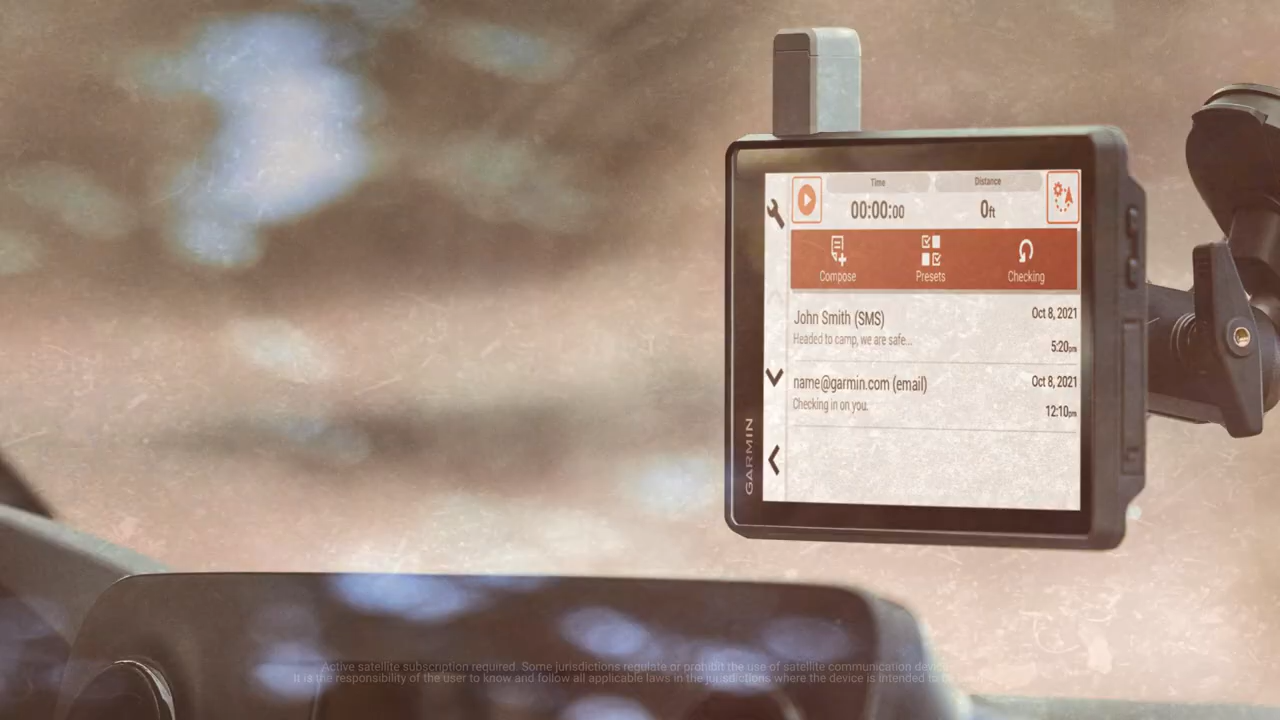 Time
Distance
00:00:00
0ft
Compose
Presets
Checking
John Smith (SMS)
Oct 8, 2021
Headed to camp, we are safe...
5:20pm
name@garmin.com (email)
Oct 8, 2021
Checking in on you.
12:10pm
GARMIN
Active satellite subscription required. Some jurisdictions regulate or prohibit the use of satellite communication
It is the responsibility of the user to know and follow all applicable laws in the jurisdictions where the device is intended to